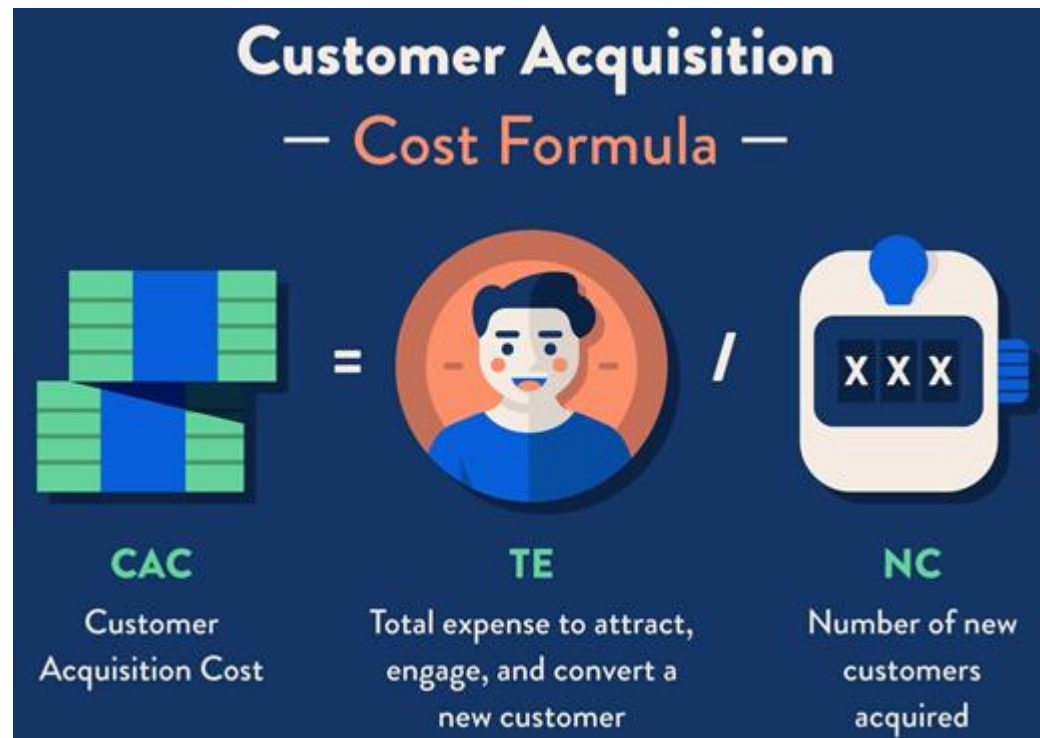 Customer Acquisition
— Cost Formula —
= /
X X X
CAC
Customer
Acquisition Cost
TE
Total expense to attract,
engage, and convert a
new customer
NC
Number of new
customers
acquired